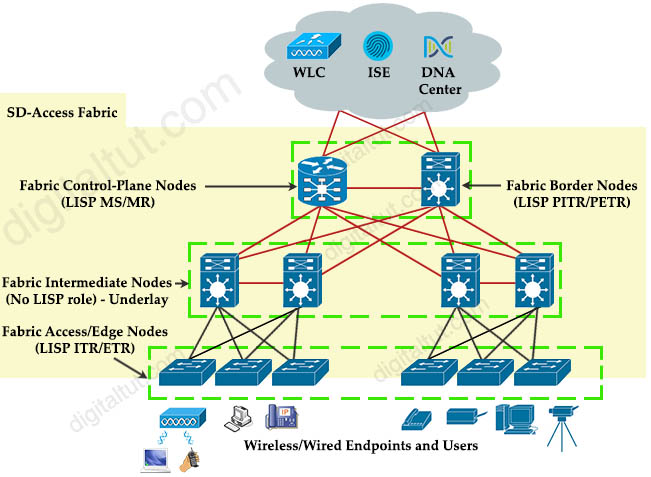 WLC
ISE
DNA
Center
SD-Access Fabric
Fabric Control-Plane Nodes
(LISP MS/MR)
Fabric Border Nodes
(LISP PITR/PETR)
Fabric Intermediate Nodes
(No LISP role) - Underlay
Fabric Access/Edge Nodes
(LISP ITR/ETR)
IP
Wireless/Wired Endpoints and Users
digitaltut.com
digitaltut.com
digitaltut.com
digitaltut.com
digitaltut.com